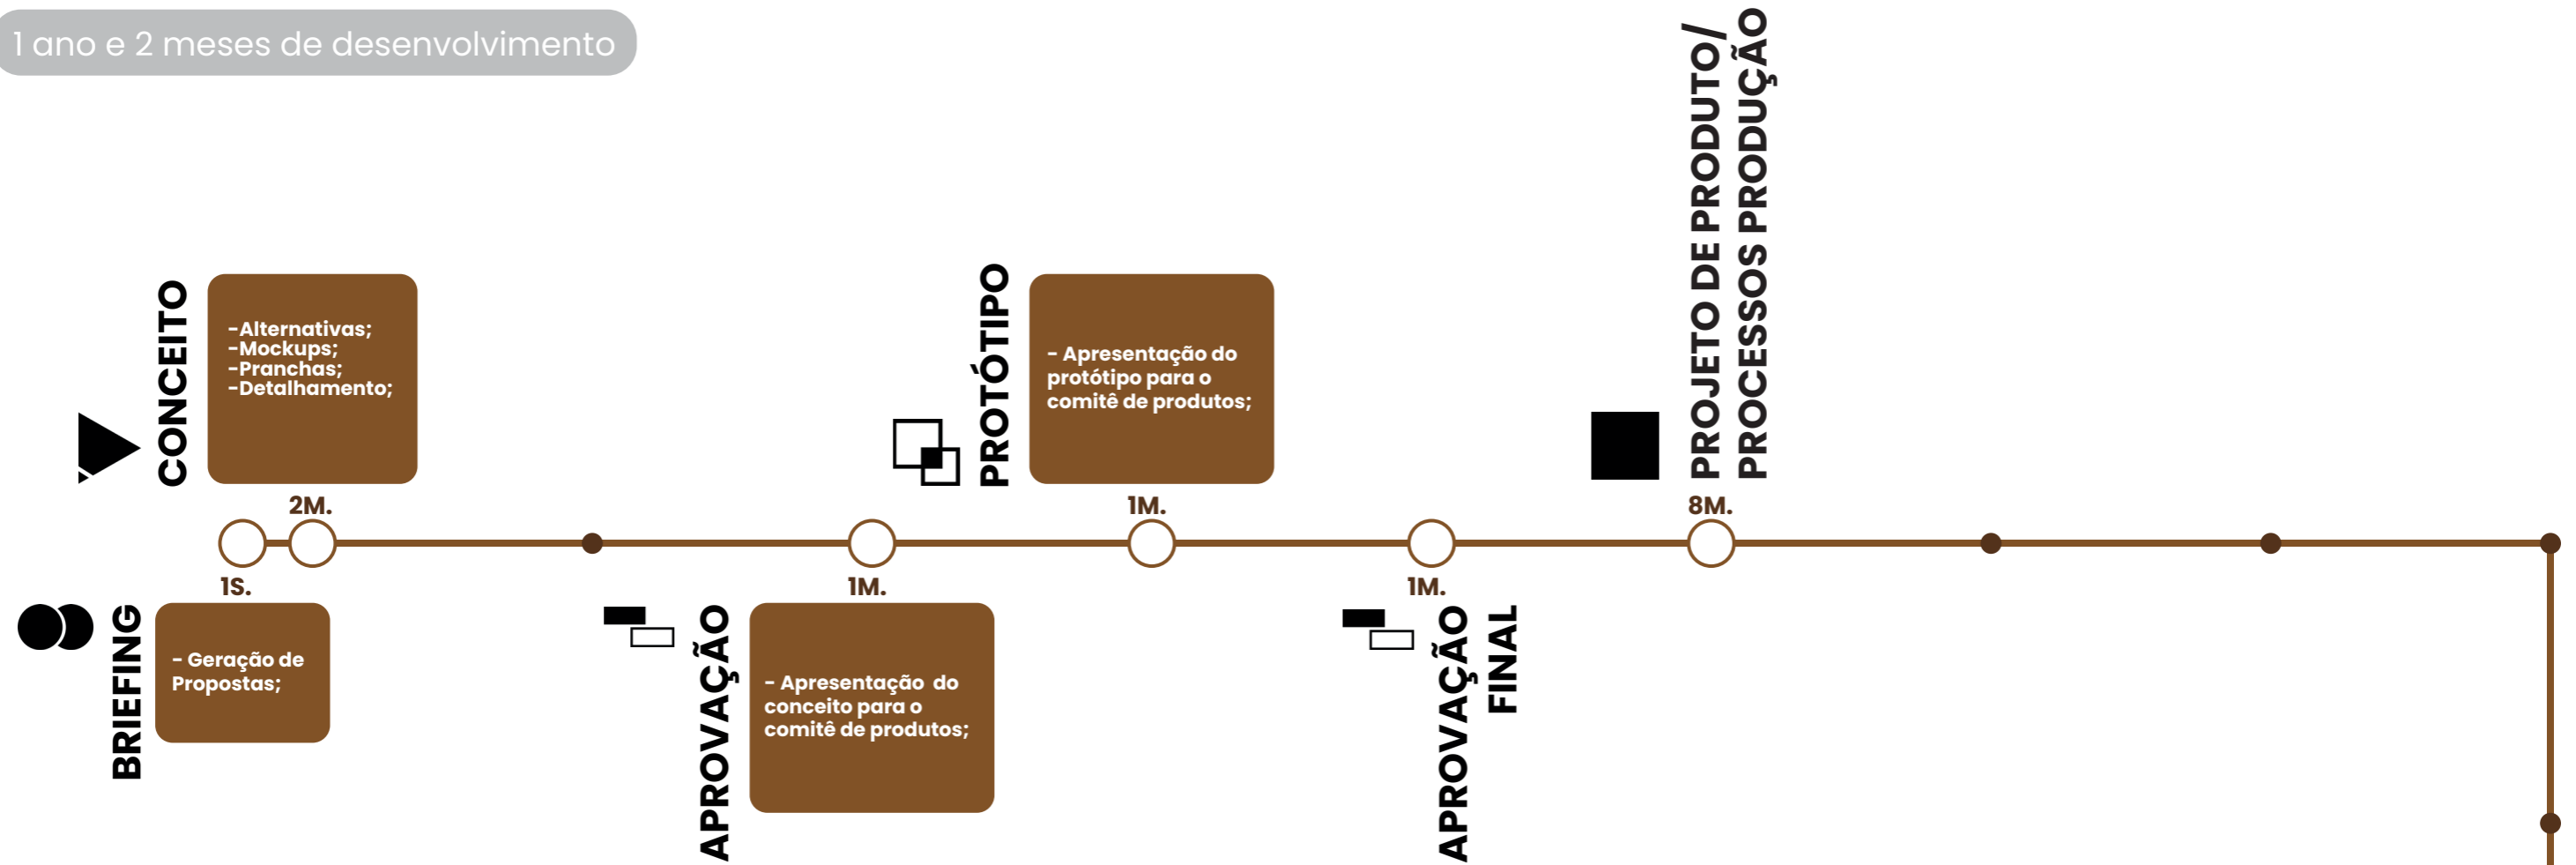 1 ano e 2 meses de desenvolvimento
CONCEITO
-Alternativas;
-Mockups;
-Pranchas;
-Detalhamento;
2M.
PROTÓTIPO
- Apresentação do
protótipo para o
comitê de produtos;
1M.
PROJETO DE PRODUTO/
PROCESSOS PRODUÇÃO
8M.
1S.
BRIEFING
- Geração de
Propostas;
1M.
APROVAÇÃO
- Apresentação  do
conceito para o
comitê de produtos;
1M.
APROVAÇÃO
FINAL